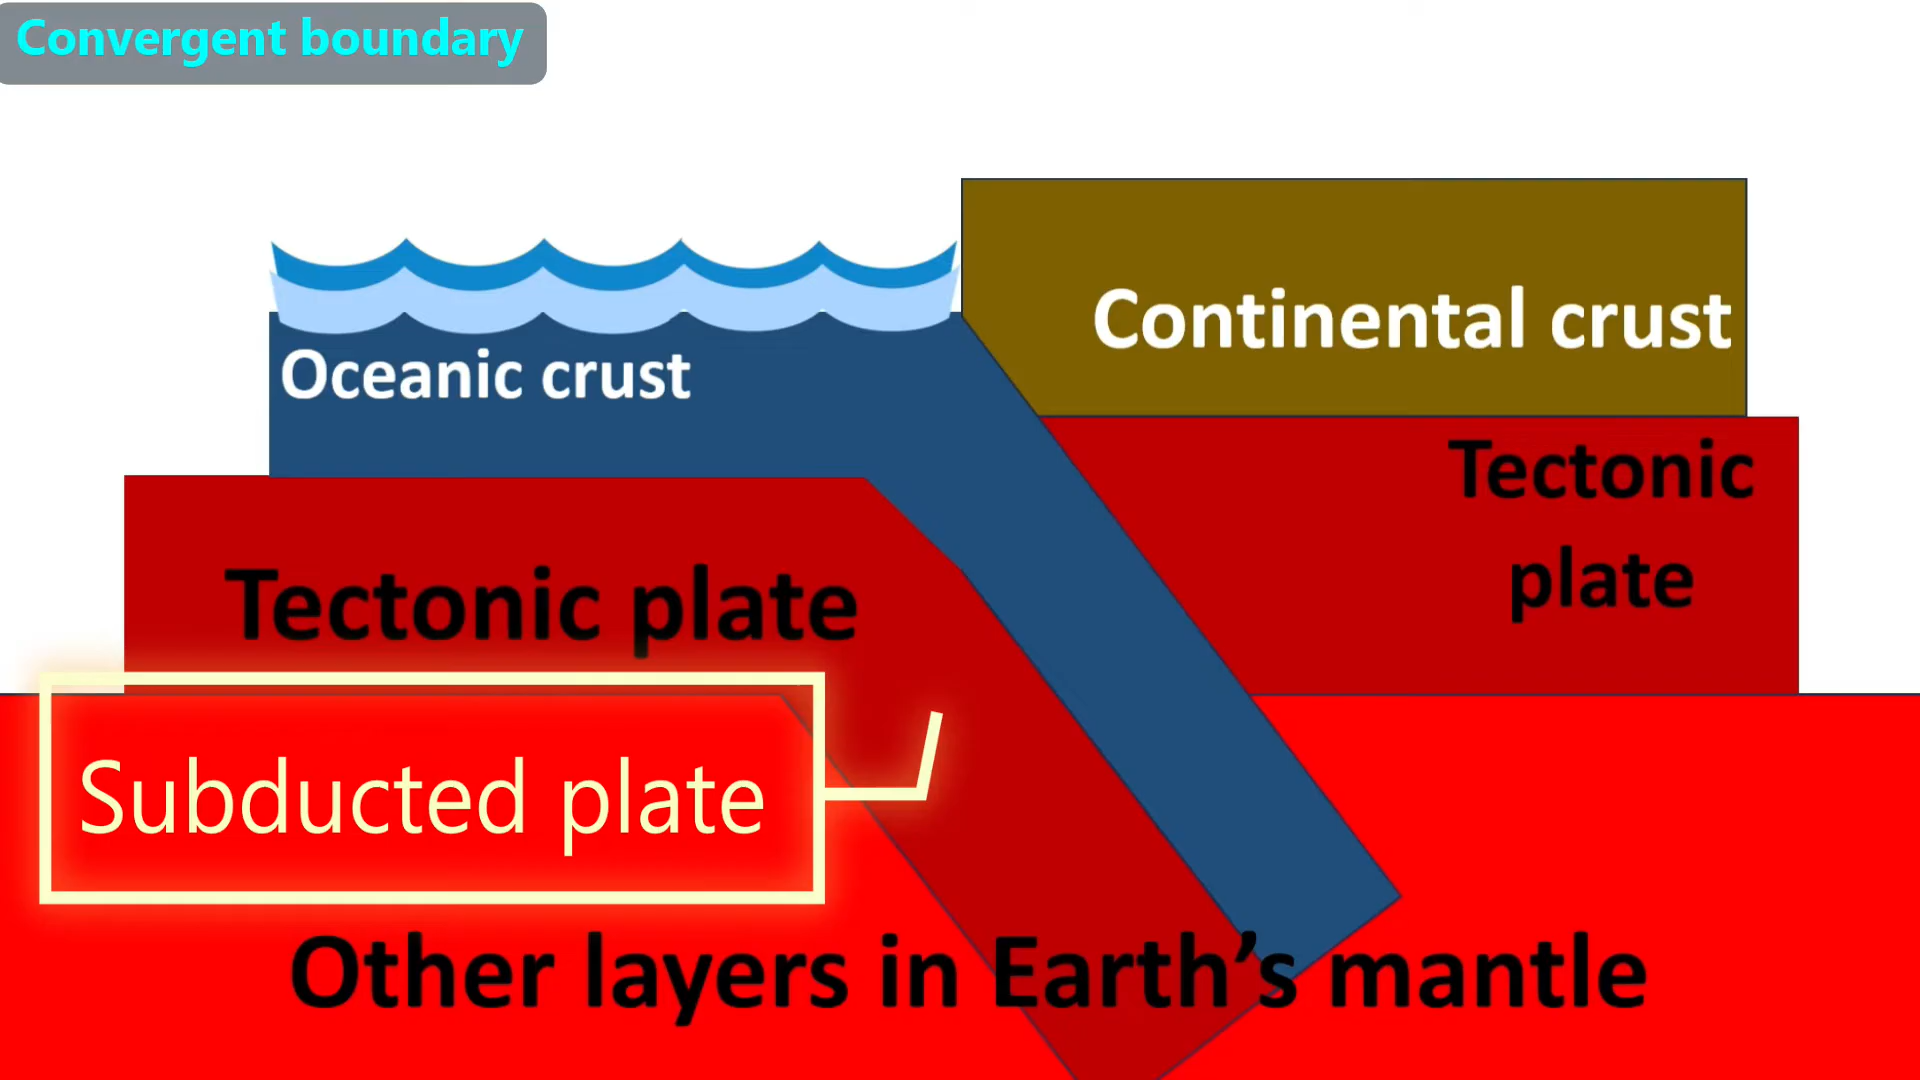 Convergent boundary
Continental crust
Oceanic crust
Tectonic
plate
Tectonic plate
Subducted plate
Other layers in Earth’s mantle